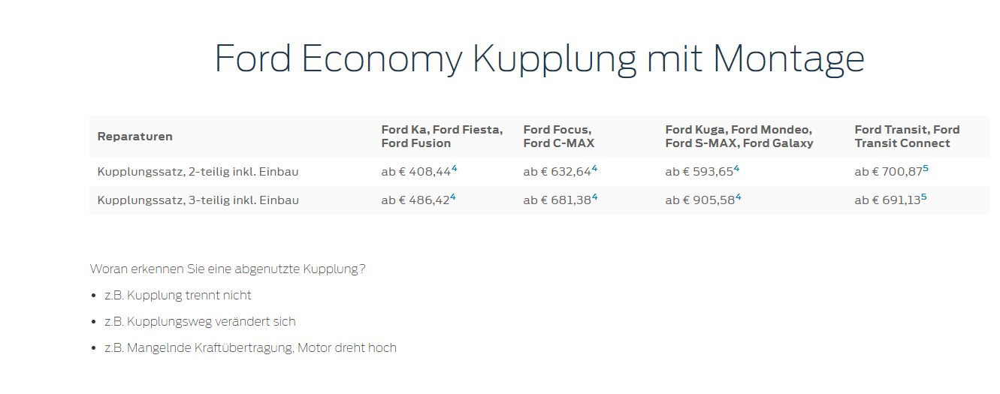 Ford Economy Kupplung mit Montage
Reparaturen
Ford Ka, Ford Fiesta,
Ford Fusion
Ford Focus,
Ford C-MAX
Ford Kuga, Ford Mondeo,
Ford S-MAX, Ford Galaxy
Ford Transit, Ford
Transit Connect
Kupplungssatz, 2-teilig inkl. Einbau ab € 408,44⁴ ab € 632,64⁴ ab € 593,65⁴ ab € 700,87⁵
Kupplungssatz, 3-teilig inkl. Einbau ab € 486,42⁴ ab € 681,38⁴ ab € 905,58⁴ ab € 691,13⁵
Woran erkennen Sie eine abgenutzte Kupplung?
• z.B. Kupplung trennt nicht
• z.B. Kupplungsweg verändert sich
• z.B. Mangelnde Kraftübertragung, Motor dreht hoch